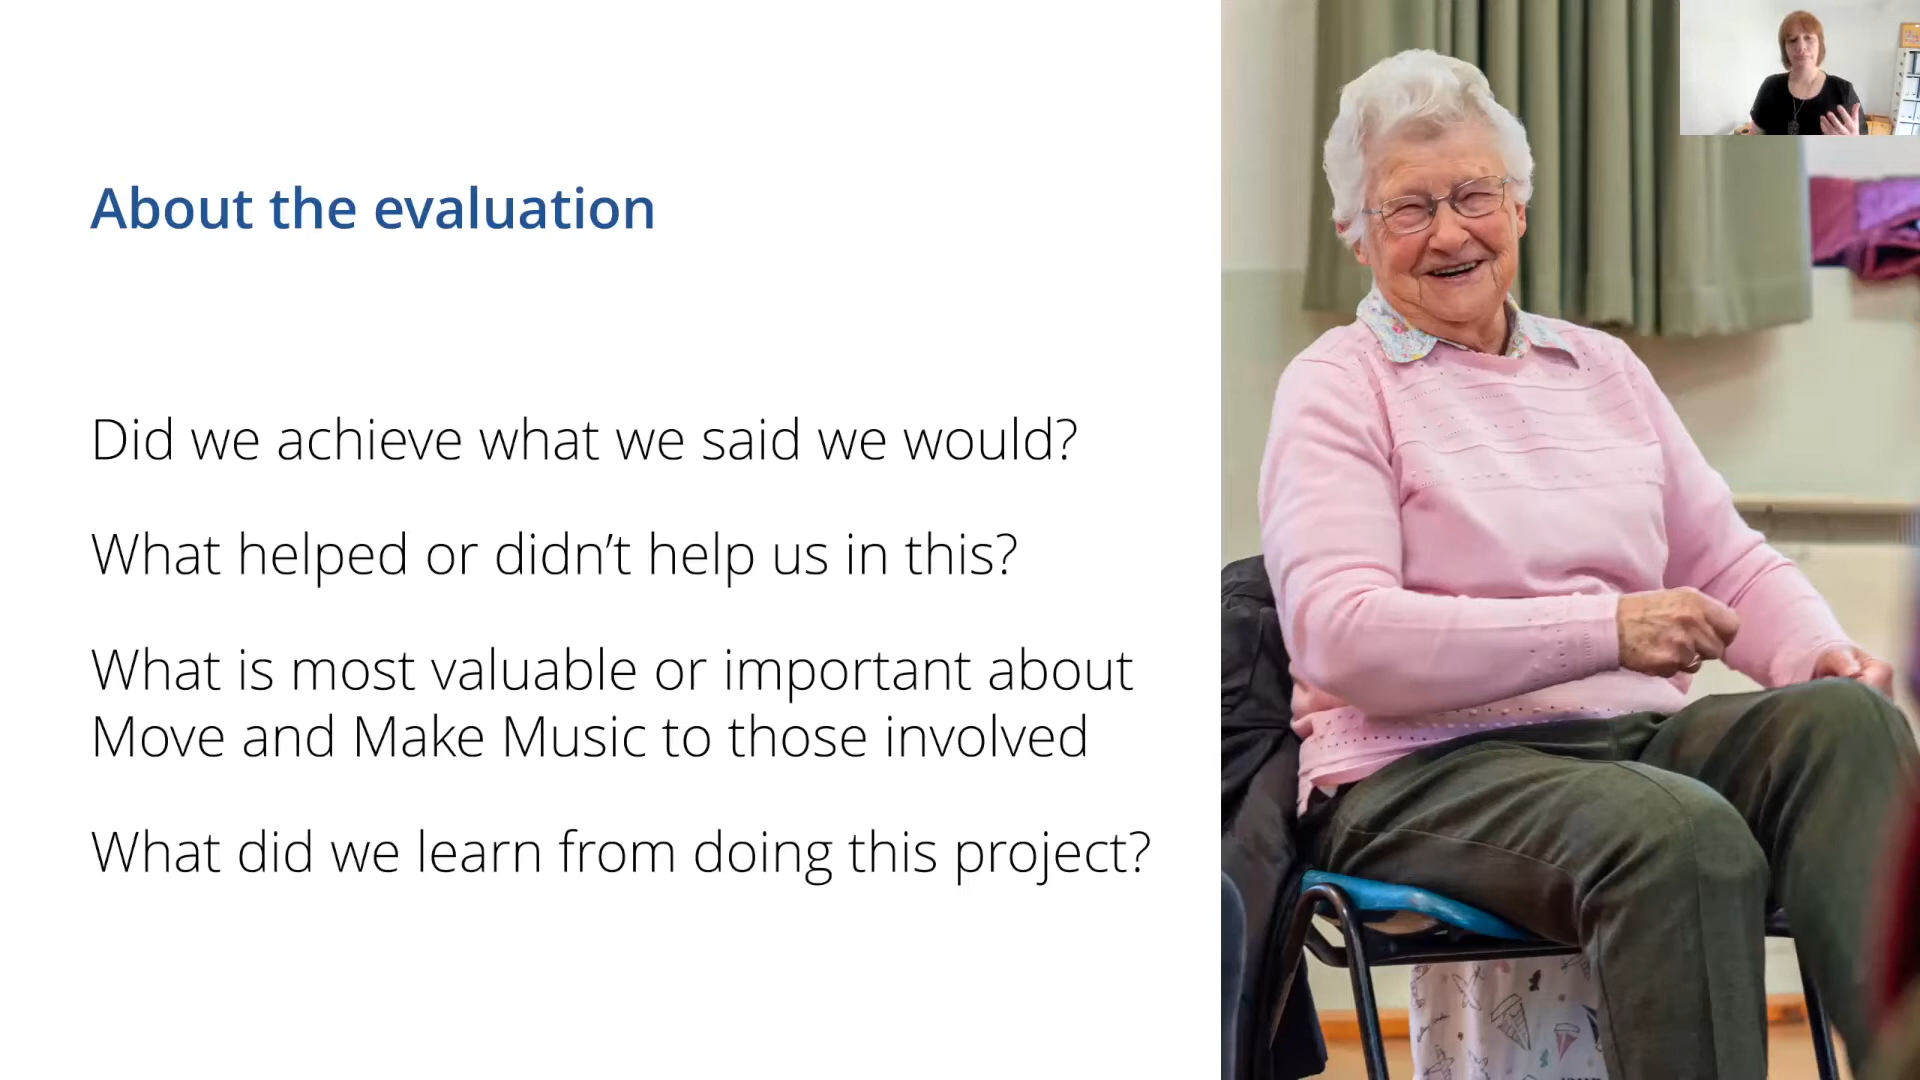 About the evaluation
Did we achieve what we said we would?
What helped or didn’t help us in this?
What is most valuable or important about
Move and Make Music to those involved
What did we learn from doing this project?